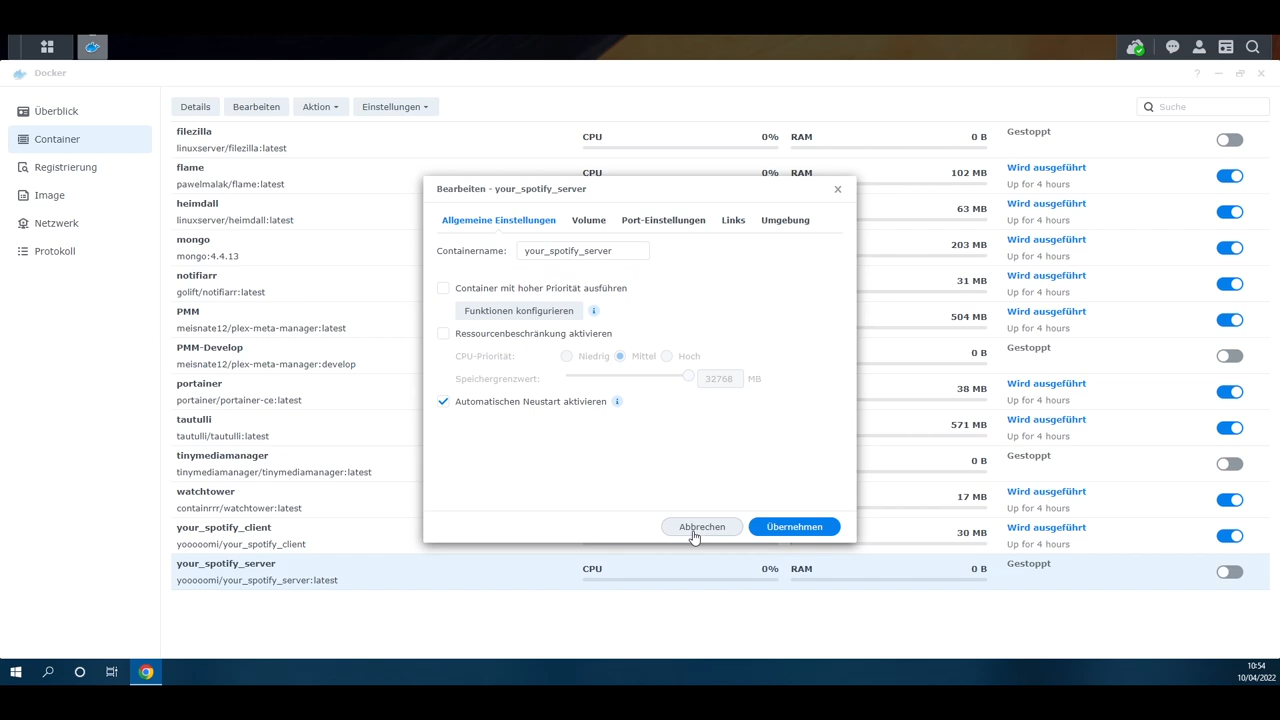 Docker
?
Überblick
Container
Registrierung
Image
Netzwerk
Protokoll
Details
Bearbeiten
Aktion
Einstellungen
Suche
filezilla
linuxserver/filezilla:latest
CPU 0% RAM 0 B
Gestoppt
flame
pawelmalak/flame:latest
CPU 0% RAM 102 MB
Wird ausgeführt
Up for 4 hours
heimdall
linuxserver/heimdall:latest
63 MB
Wird ausgeführt
Up for 4 hours
mongo
mongo:4.4.13
203 MB
Wird ausgeführt
Up for 4 hours
notifiarr
golift/notifiarr:latest
31 MB
Wird ausgeführt
Up for 4 hours
PMM
meisnate12/plex-meta-manager:latest
504 MB
Wird ausgeführt
Up for 4 hours
PMM-Develop
meisnate12/plex-meta-manager:develop
0 B
Gestoppt
portainer
portainer/portainer-ce:latest
38 MB
Wird ausgeführt
Up for 4 hours
tautulli
tautulli/tautulli:latest
571 MB
Wird ausgeführt
Up for 4 hours
tinymediamanager
tinymediamanager/tinymediamanager:latest
0 B
Gestoppt
watchtower
containrrr/watchtower:latest
17 MB
Wird ausgeführt
Up for 4 hours
your_spotify_client
yooooomi/your_spotify_client
30 MB
Wird ausgeführt
Up for 4 hours
your_spotify_server
yooooomi/your_spotify_server:latest
CPU 0% RAM 0 B
Gestoppt
Bearbeiten - your_spotify_server
Allgemeine Einstellungen Volume Port-Einstellungen Links Umgebung
Containername: your_spotify_server
Container mit hoher Priorität ausführen
Funktionen konfigurieren
Ressourcenbeschränkung aktivieren
CPU-Priorität: Niedrig Mittel Hoch
Speichergrenzwert: 32768 MB
Automatischen Neustart aktivieren
Abbrechen Übernehmen
10:54
10/04/2022